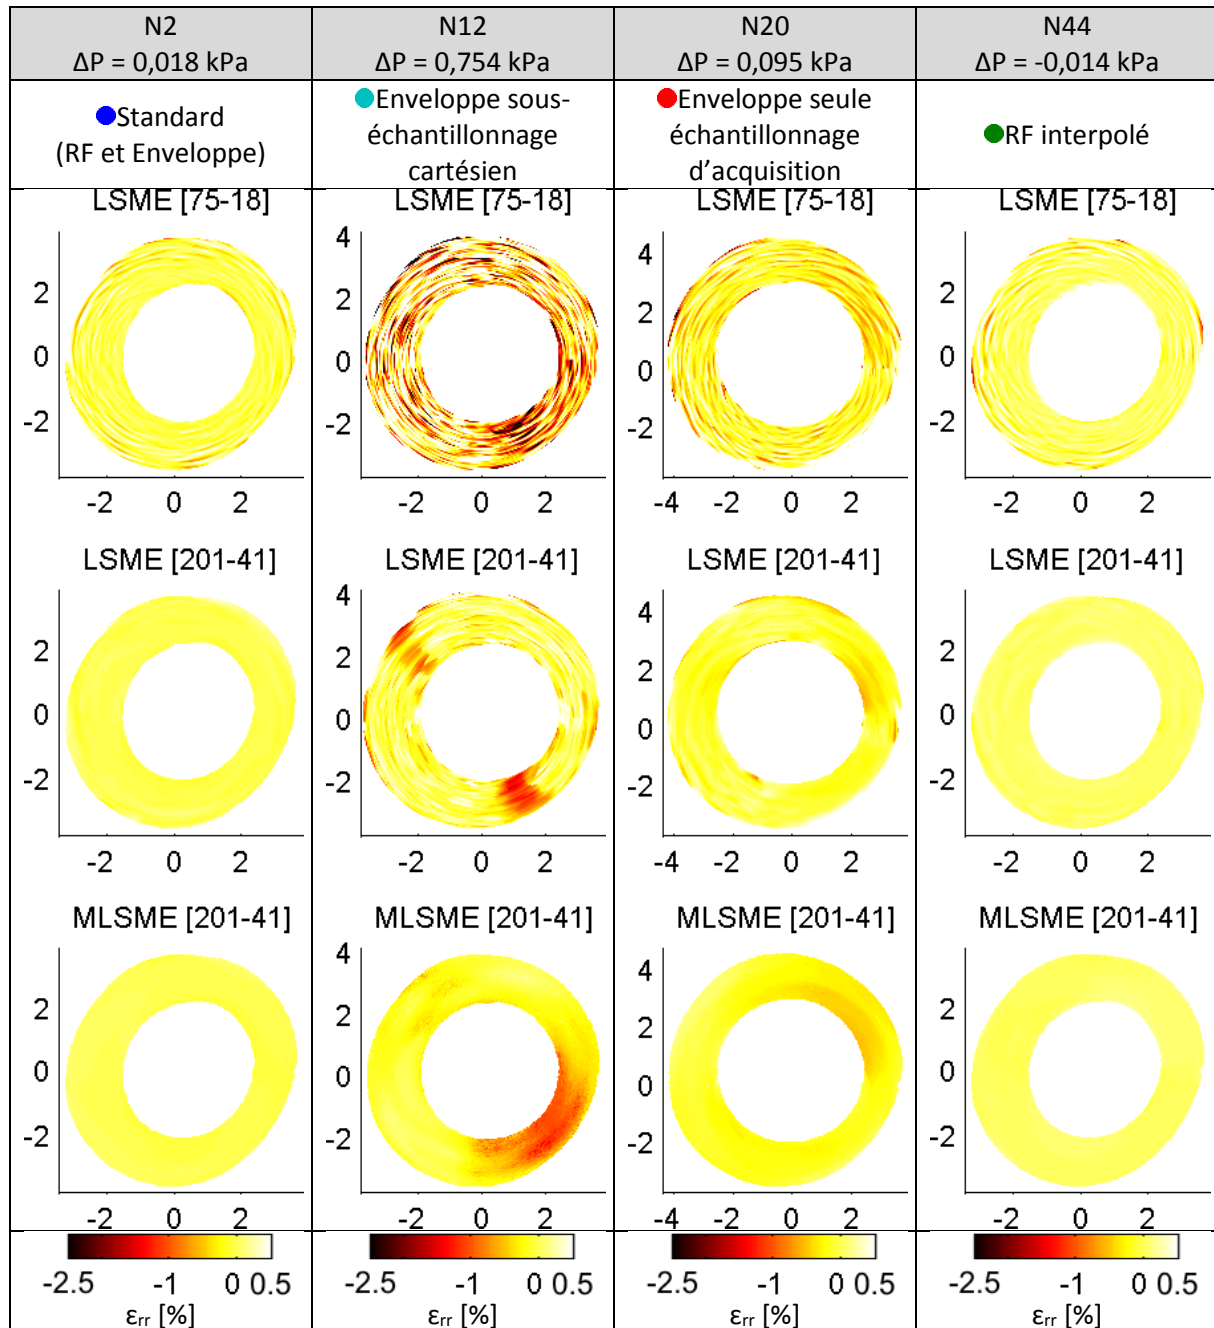 N2
ΔP = 0,018 kPa
N12
ΔP = 0,754 kPa
N20
ΔP = 0,095 kPa
N44
ΔP = -0,014 kPa
Standard
(RF et Enveloppe)
Enveloppe sous-
échantillonnage
cartésien
Enveloppe seule
échantillonnage
d’acquisition
RF interpolé
LSME [75-18]
2
0
-2
-2 0 2
LSME [75-18]
4
2
0
-2
-2 0 2
LSME [75-18]
4
2
0
-2
-4 -2 0 2
LSME [75-18]
2
0
-2
-2 0 2
LSME [201-41]
2
0
-2
-2 0 2
LSME [201-41]
4
2
0
-2
-2 0 2
LSME [201-41]
4
2
0
-2
-4 -2 0 2
LSME [201-41]
2
0
-2
-2 0 2
MLSME [201-41]
2
0
-2
-2 0 2
MLSME [201-41]
4
2
0
-2
-2 0 2
MLSME [201-41]
4
2
0
-2
-4 -2 0 2
MLSME [201-41]
2
0
-2
-2 0 2
-2.5 -1 0 0.5
εrr [%]
-2.5 -1 0 0.5
εrr [%]
-2.5 -1 0 0.5
εrr [%]
-2.5 -1 0 0.5
εrr [%]